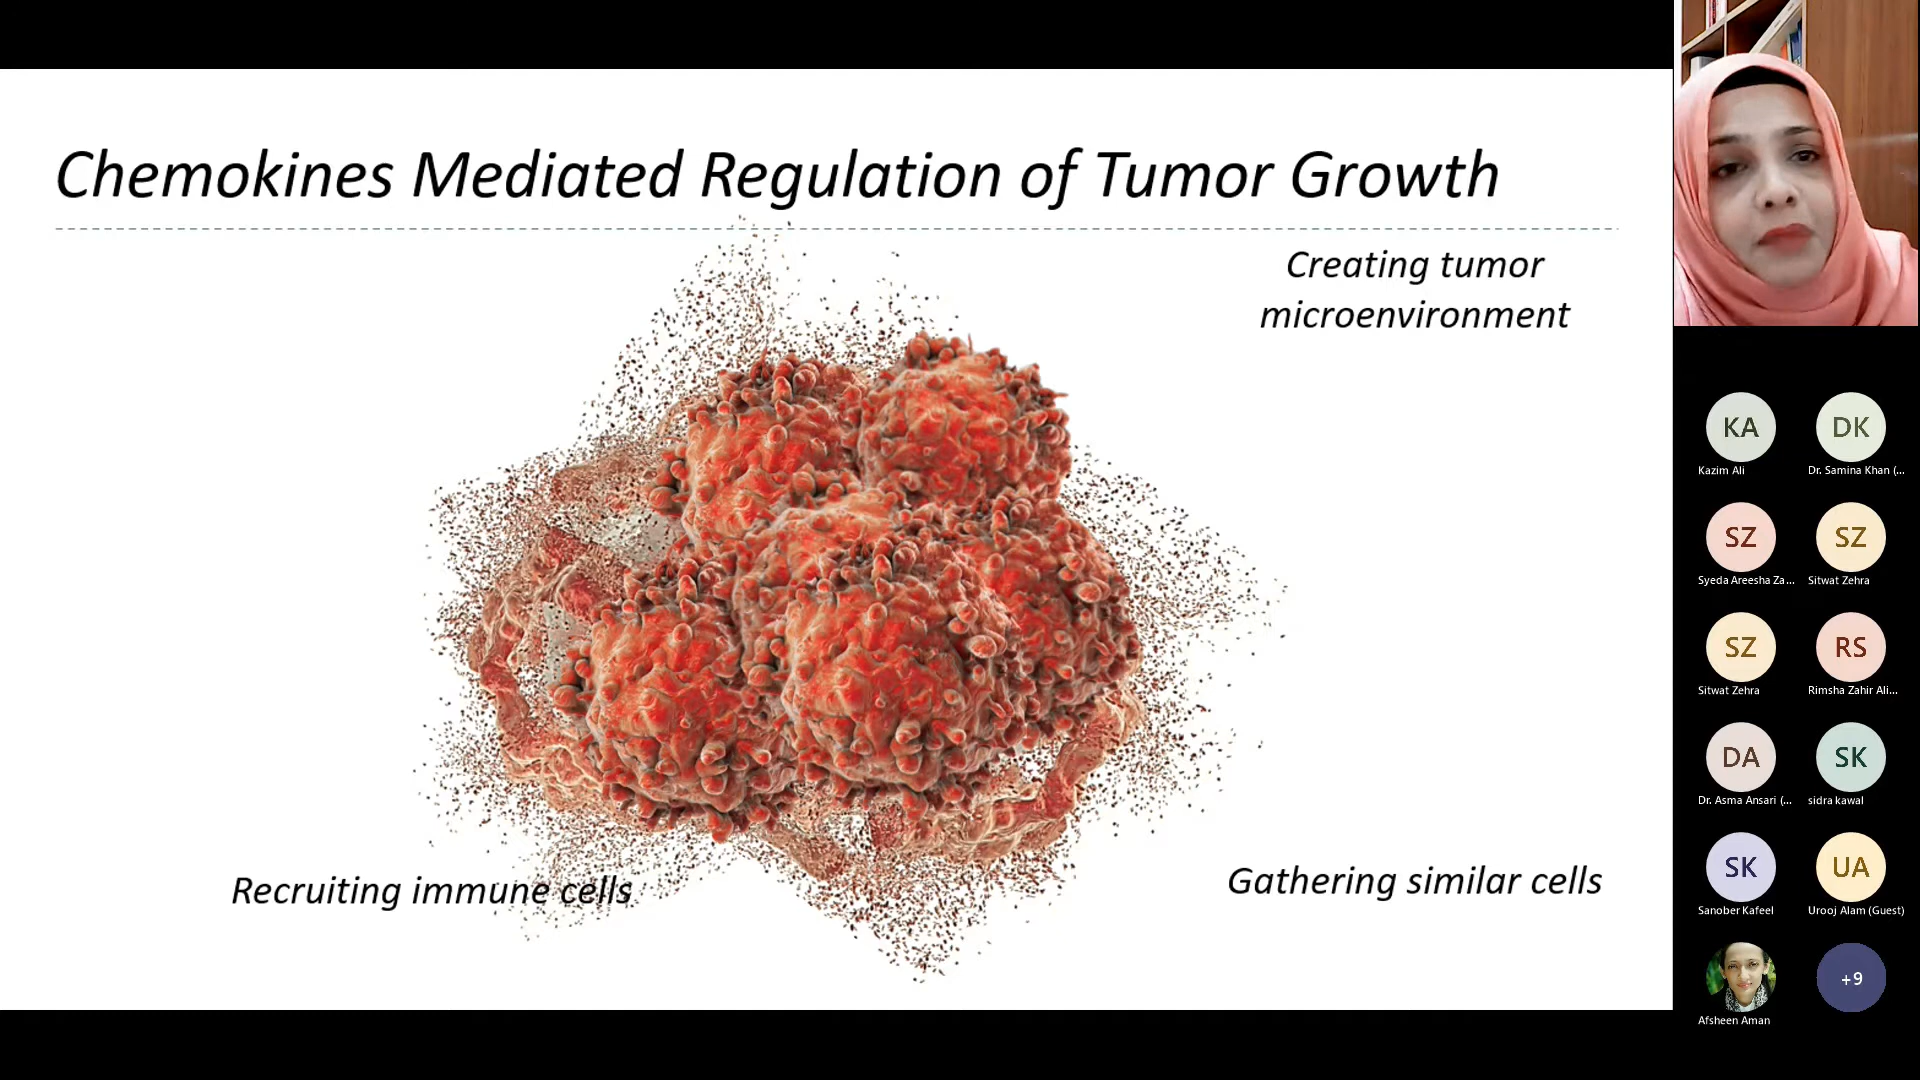 Chemokines Mediated Regulation of Tumor Growth
Creating tumor
microenvironment
Recruiting immune cells
Gathering similar cells
KA
Kazim Ali
DK
Dr. Samina Khan (...
SZ
Syeda Areesha Za...
SZ
Sitwat Zehra
SZ
Sitwat Zehra
RS
Rimsha Zahir Ali...
DA
Dr. Asma Ansari (...
SK
sidra kawal
SK
Sanober Kafeel
UA
Urooj Alam (Guest)
Afsheen Aman
+9